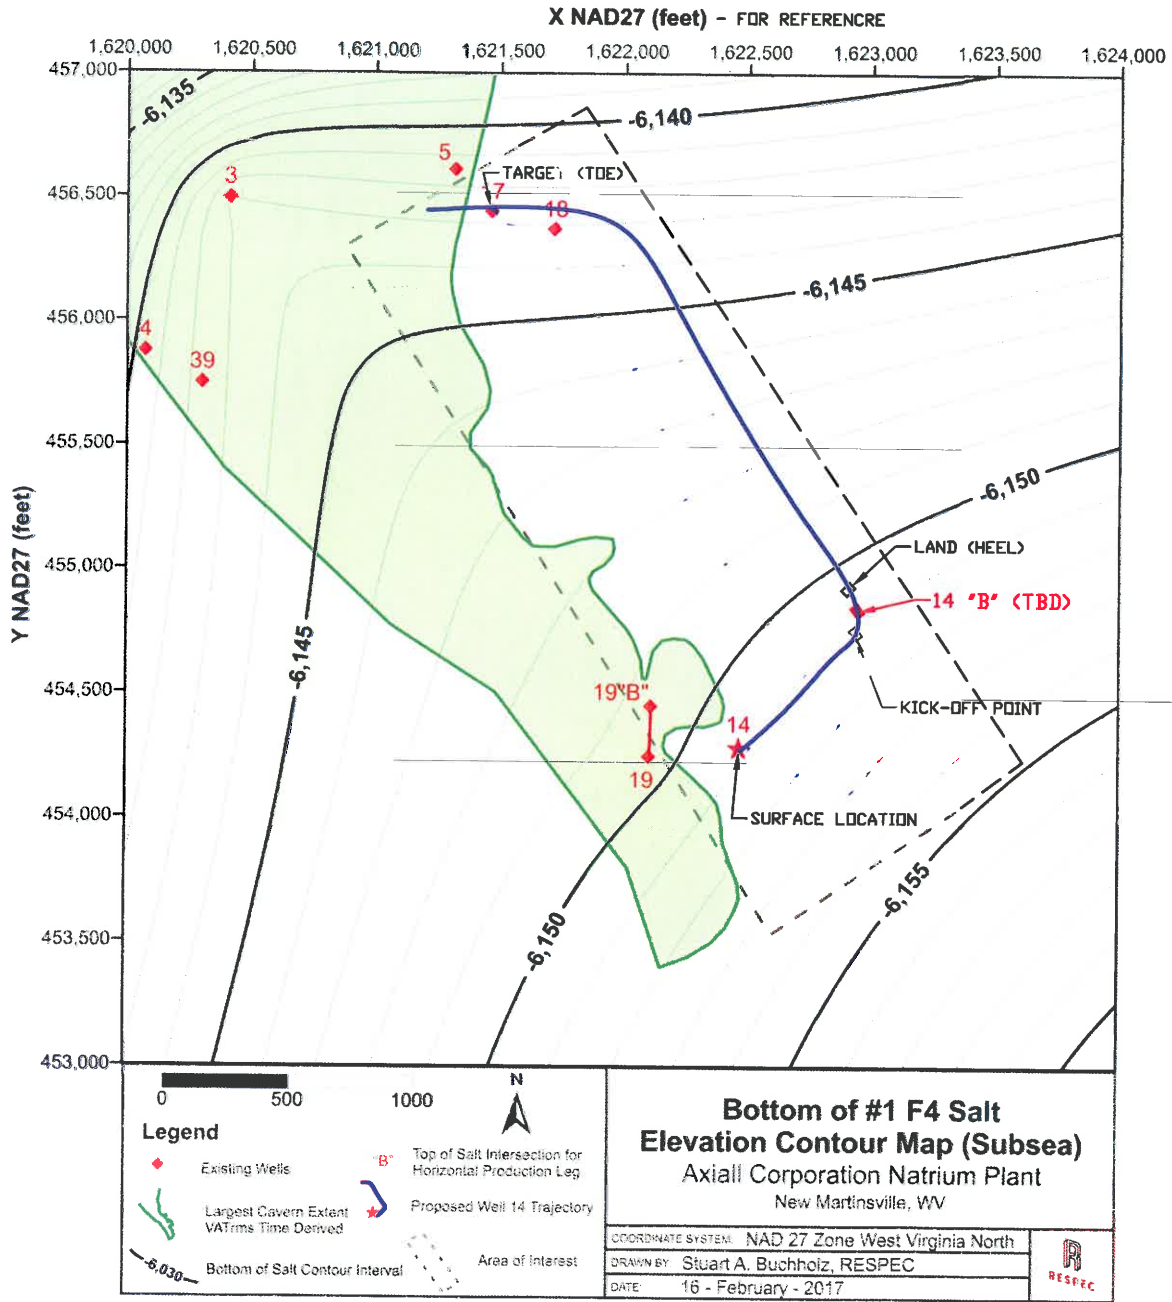 X NAD27 (feet) - FOR REFERENCRE
1,620,000 1,620,500 1,621,000 1,621,500 1,622,000 1,622,500 1,623,000 1,623,500 1,624,000
457,000
-6,135
-6,140
5
TARGET (TOE)
3
456,500
7
18
-6,145
456,000
4
39
455,500
-6,150
Y NAD27 (feet)
LAND (HEEL)
455,000
14 "B" (TBD)
-6,145
454,500
19"B"
KICK-OFF POINT
14
19
454,000
SURFACE LOCATION
-6,155
453,500
-6,150
453,000
0 500 1000
N
Legend
Existing Wells
"B"
Top of Salt Intersection for
Horizontal Production Leg
Largest Cavern Extent
VATrms Time Derived
Proposed Well 14 Trajectory
-6,030
Bottom of Salt Contour Interval
Area of Interest
Bottom of #1 F4 Salt
Elevation Contour Map (Subsea)
Axiall Corporation Natrium Plant
New Martinsville, WV
COORDINATE SYSTEM: NAD 27 Zone West Virginia North
DRAWN BY: Stuart A. Buchholz, RESPEC
DATE: 16 - February - 2017
RESPEC